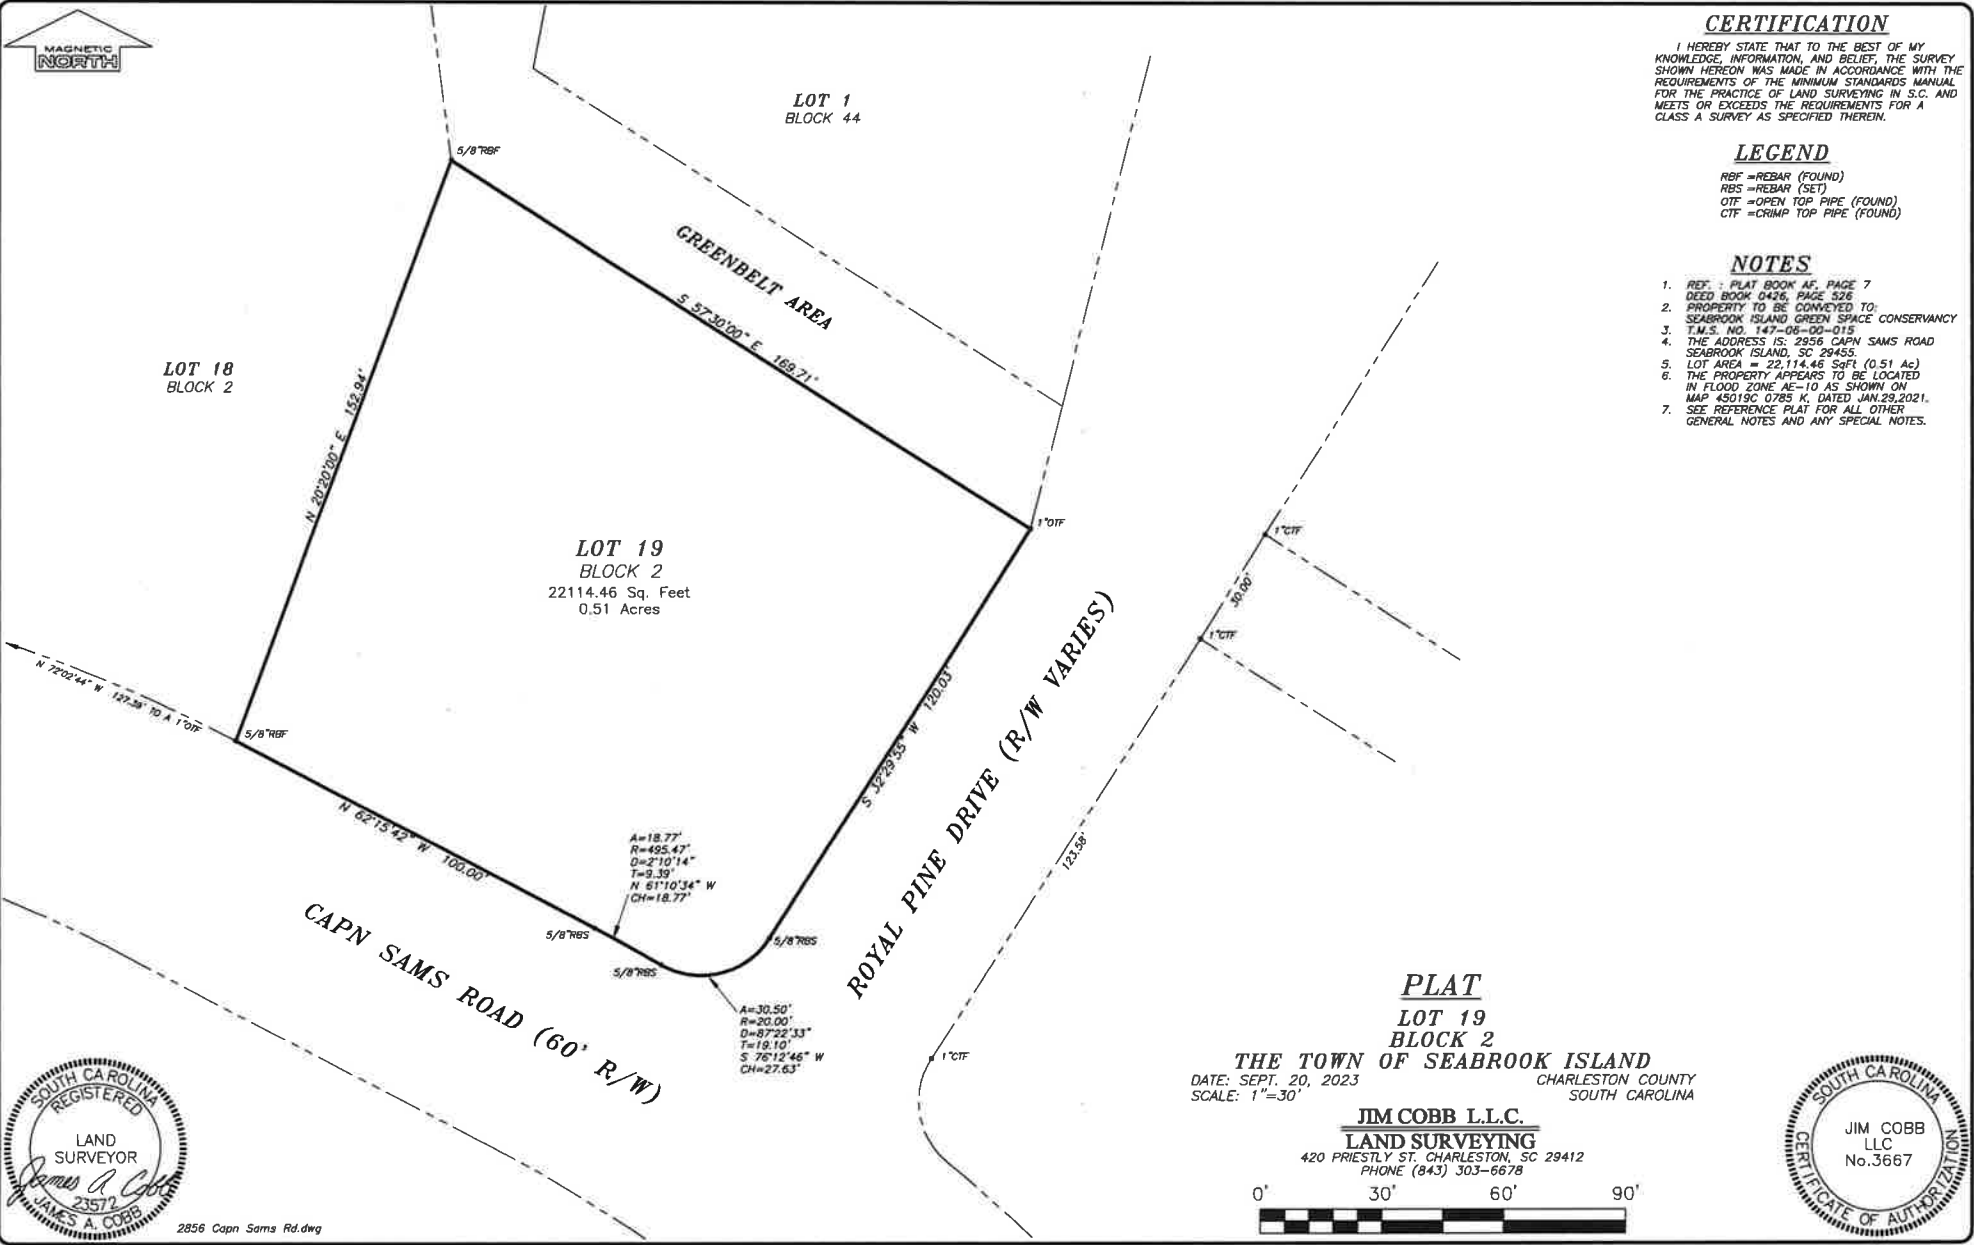 MAGNETIC
NORTH
CERTIFICATION
I HEREBY STATE THAT TO THE BEST OF MY
KNOWLEDGE, INFORMATION, AND BELIEF, THE SURVEY
SHOWN HEREON WAS MADE IN ACCORDANCE WITH THE
REQUIREMENTS OF THE MINIMUM STANDARDS MANUAL
FOR THE PRACTICE OF LAND SURVEYING IN S.C. AND
MEETS OR EXCEEDS THE REQUIREMENTS FOR A
CLASS A SURVEY AS SPECIFIED THEREIN.
LEGEND
RBF =REBAR (FOUND)
RBS =REBAR (SET)
OTF =OPEN TOP PIPE (FOUND)
CTF =CRIMP TOP PIPE (FOUND)
NOTES
1. REF. : PLAT BOOK AF, PAGE 7
DEED BOOK 0426, PAGE 526
2. PROPERTY TO BE CONVEYED TO:
SEABROOK ISLAND GREEN SPACE CONSERVANCY
3. T.M.S. NO. 147-06-00-015
4. THE ADDRESS IS: 2956 CAPN SAMS ROAD
SEABROOK ISLAND, SC 29455.
5. LOT AREA = 22,114.46 SqFt (0.51 Ac)
6. THE PROPERTY APPEARS TO BE LOCATED
IN FLOOD ZONE AE-10 AS SHOWN ON
MAP 45019C 0785 K, DATED JAN.29,2021.
7. SEE REFERENCE PLAT FOR ALL OTHER
GENERAL NOTES AND ANY SPECIAL NOTES.
LOT 1
BLOCK 44
5/8"RBF
GREENBELT AREA
S 57°30'00" E 169.71'
LOT 18
BLOCK 2
N 20°20'00" E 152.94'
1"OTF
1"CTF
30.00'
1"CTF
LOT 19
BLOCK 2
22114.46 Sq. Feet
0.51 Acres
N 72°02'44" W 127.38' TO A 1"OTF
5/8"RBF
S 32°29'55" W 120.03'
ROYAL PINE DRIVE (R/W VARIES)
123.58'
N 62°15'42" W 100.00'
A=18.77'
R=495.47'
D=2°10'14"
T=9.39'
N 61°10'34" W
CH=18.77'
5/8"RBS
5/8"RBS
5/8"RBS
CAPN SAMS ROAD (60' R/W)
A=30.50'
R=20.00'
D=87°22'33"
T=19.10'
S 76°12'46" W
CH=27.63'
1"CTF
PLAT
LOT 19
BLOCK 2
THE TOWN OF SEABROOK ISLAND
DATE: SEPT. 20, 2023 CHARLESTON COUNTY
SCALE: 1"=30' SOUTH CAROLINA
JIM COBB L.L.C.
LAND SURVEYING
420 PRIESTLY ST. CHARLESTON, SC 29412
PHONE (843) 303-6678
0' 30' 60' 90'
SOUTH CAROLINA
REGISTERED
LAND
SURVEYOR
James A Cobb
23572
JAMES A. COBB
2856 Capn Sams Rd.dwg
SOUTH CAROLINA
JIM COBB
LLC
No.3667
CERTIFICATE OF AUTHORIZATION